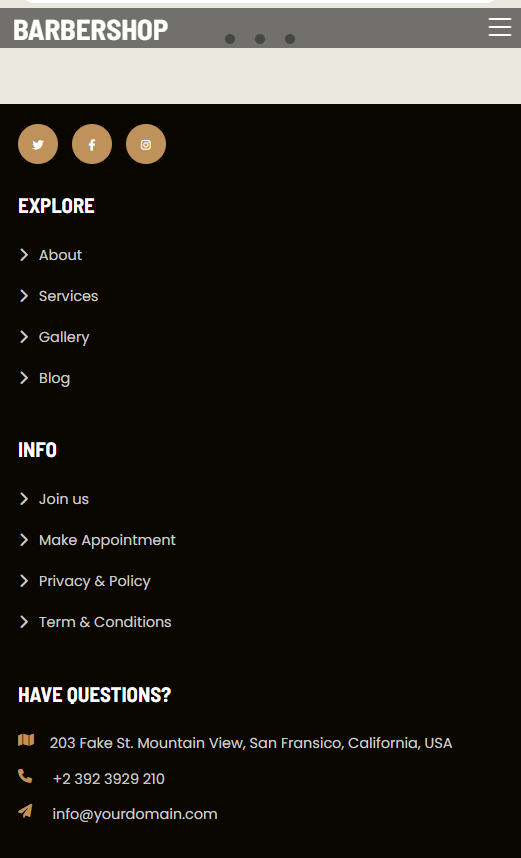 BARBERSHOP
EXPLORE
About
Services
Gallery
Blog
INFO
Join us
Make Appointment
Privacy & Policy
Term & Conditions
HAVE QUESTIONS?
203 Fake St. Mountain View, San Fransico, California, USA
+2 392 3929 210
info@yourdomain.com